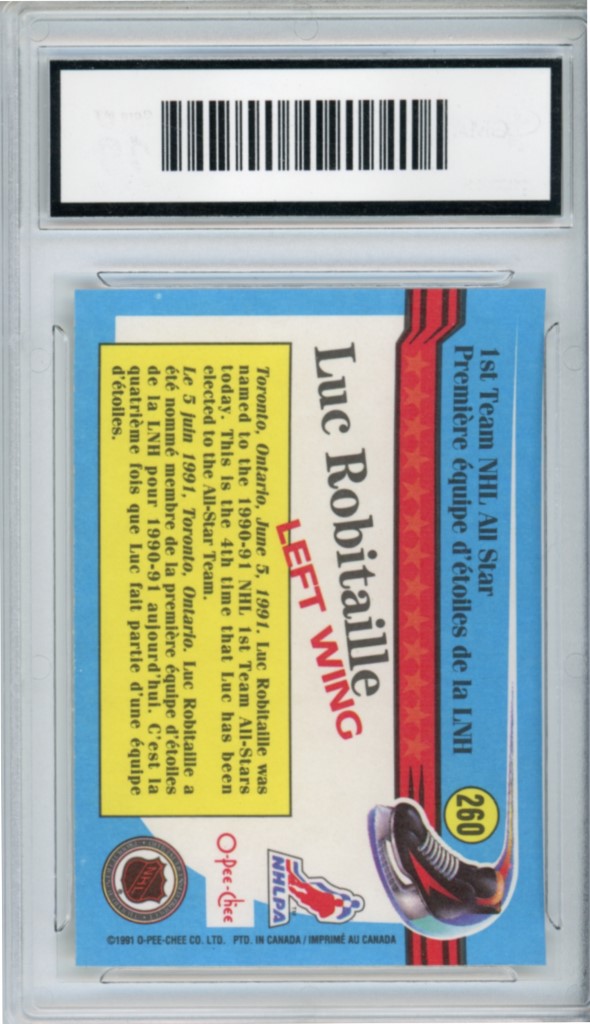 1st Team NHL All Star
Première équipe d'étoiles de la LNH
260
Luc Robitaille
LEFT WING
Toronto, Ontario, June 5, 1991. Luc Robitaille was
named to the 1990-91 NHL 1st Team All-Stars
today. This is the 4th time that Luc has been
elected to the All-Star Team.
Le 5 juin 1991, Toronto, Ontario. Luc Robitaille a
été nommé membre de la première équipe d'étoiles
de la LNH pour 1990-91 aujourd'hui. C'est la
quatrième fois que Luc fait partie d'une équipe
d'étoiles.
NHLPA
O-Pee-Chee
NHL
©1991 O-PEE-CHEE CO. LTD. PTD. IN CANADA / IMPRIMÉ AU CANADA